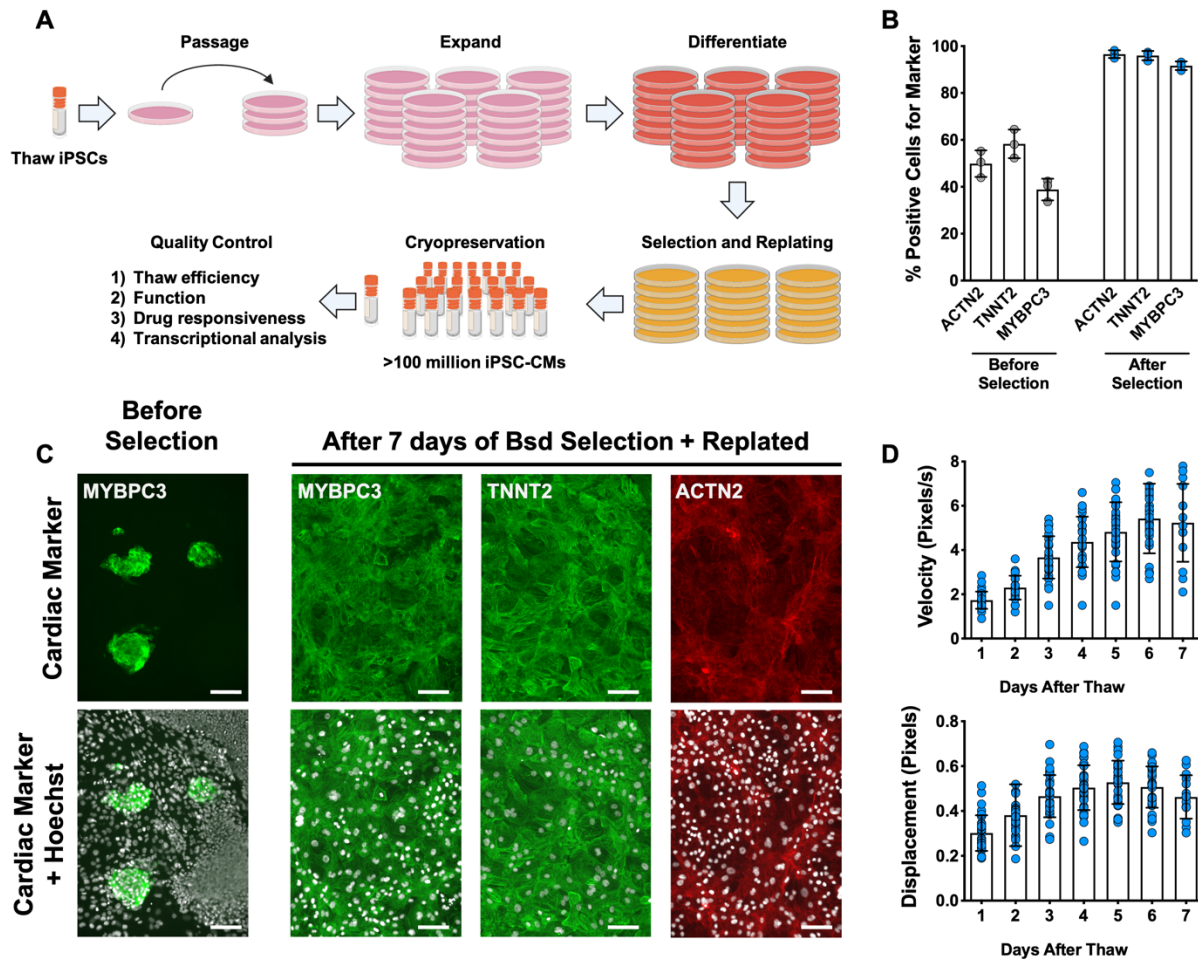 A
Passage
Expand
Differentiate
Thaw iPSCs
Quality Control
1) Thaw efficiency
2) Function
3) Drug responsiveness
4) Transcriptional analysis
Cryopreservation
>100 million iPSC-CMs
Selection and Replating
B
% Positive Cells for Marker
100
80
60
40
20
0
ACTN2
TNNT2
MYBPC3
ACTN2
TNNT2
MYBPC3
Before
Selection
After
Selection
C
Before
Selection
After 7 days of Bsd Selection + Replated
Cardiac Marker
MYBPC3
MYBPC3
TNNT2
ACTN2
Cardiac Marker
+ Hoechst
D
Velocity (Pixels/s)
8
6
4
2
0
1 2 3 4 5 6 7
Days After Thaw
Displacement (Pixels)
0.8
0.6
0.4
0.2
0
1 2 3 4 5 6 7
Days After Thaw